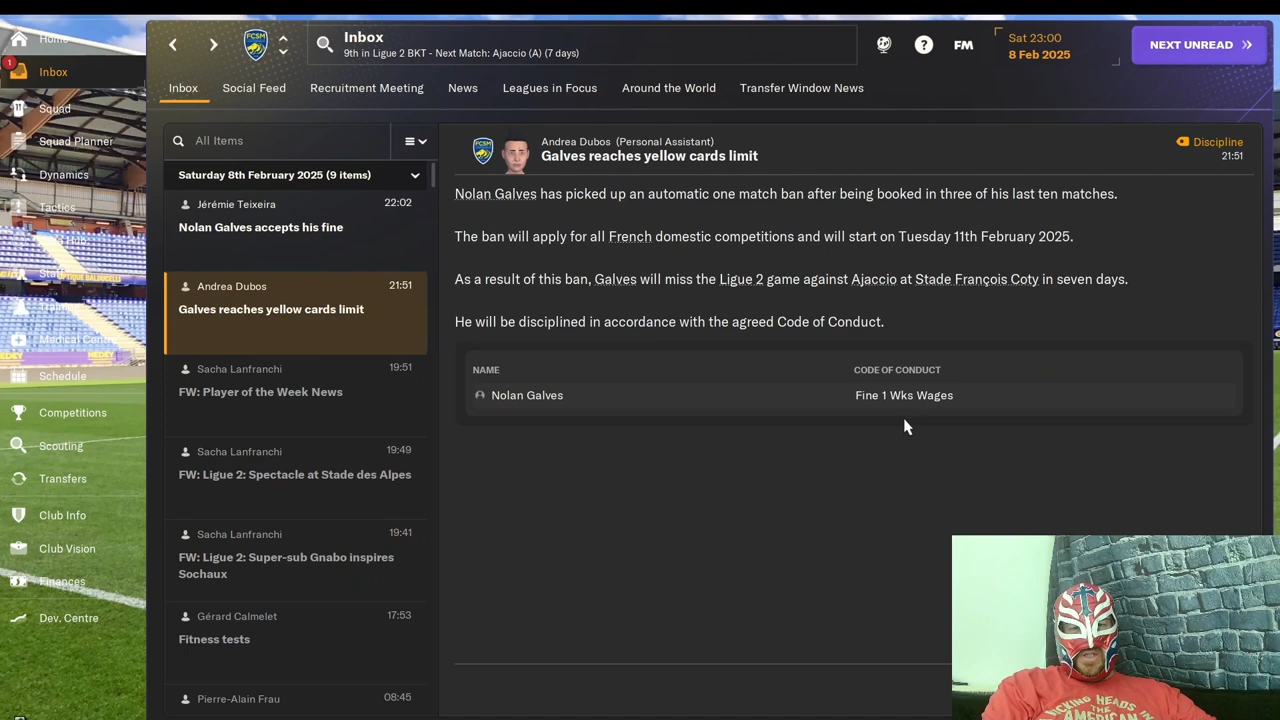 Home
1
Inbox
Squad
Squad Planner
Dynamics
Tactics
Schedule
Competitions
Scouting
Transfers
Club Info
Club Vision
Finances
Dev. Centre
FCSM
Inbox
9th in Ligue 2 BKT - Next Match: Ajaccio (A) (7 days)
?
FM
Sat 23:00
8 Feb 2025
NEXT UNREAD
Inbox
Social Feed
Recruitment Meeting
News
Leagues in Focus
Around the World
Transfer Window News
All Items
Saturday 8th February 2025 (9 items)
Jérémie Teixeira 22:02
Nolan Galves accepts his fine
Andrea Dubos 21:51
Galves reaches yellow cards limit
Sacha Lanfranchi 19:51
FW: Player of the Week News
Sacha Lanfranchi 19:49
FW: Ligue 2: Spectacle at Stade des Alpes
Sacha Lanfranchi 19:41
FW: Ligue 2: Super-sub Gnabo inspires
Sochaux
Gérard Calmelet 17:53
Fitness tests
Pierre-Alain Frau 08:45
FCSM
Andrea Dubos (Personal Assistant)
Galves reaches yellow cards limit
Discipline
21:51
Nolan Galves has picked up an automatic one match ban after being booked in three of his last ten matches.
The ban will apply for all French domestic competitions and will start on Tuesday 11th February 2025.
As a result of this ban, Galves will miss the Ligue 2 game against Ajaccio at Stade François Coty in seven days.
He will be disciplined in accordance with the agreed Code of Conduct.
NAME CODE OF CONDUCT
Nolan Galves Fine 1 Wks Wages
KICKING HEADS IN
THE
AMERICAN